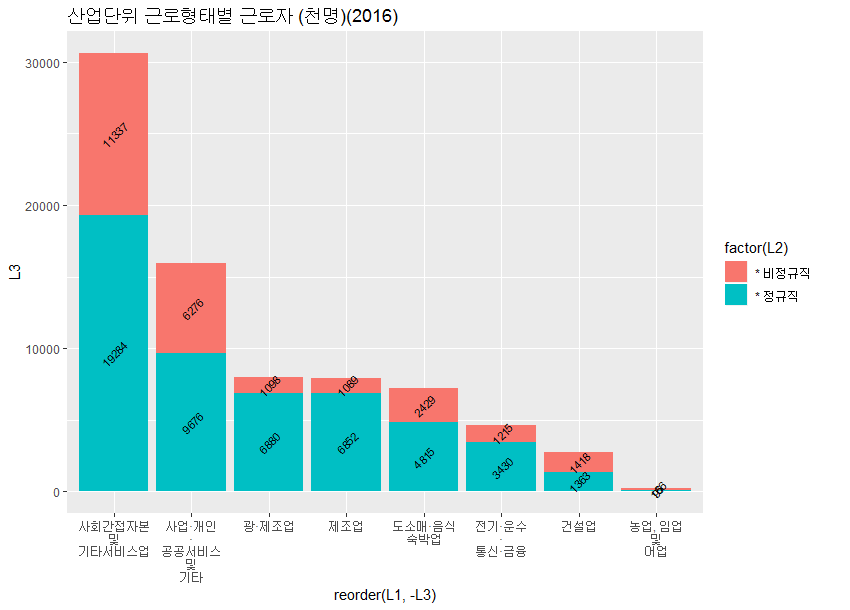 산업단위 근로형태별 근로자 (천명)(2016)
30000
20000
10000
0
L3
11337
19284
6276
9676
1098
6880
1089
6852
2429
4815
1215
3430
1418
1363
사회간접자본
및
기타서비스업
사업·개인
·
공공서비스
및
기타
광·제조업
제조업
도소매·음식
숙박업
전기·운수
·
통신·금융
건설업
농업, 임업
및
어업
reorder(L1, -L3)
factor(L2)
* 비정규직
* 정규직